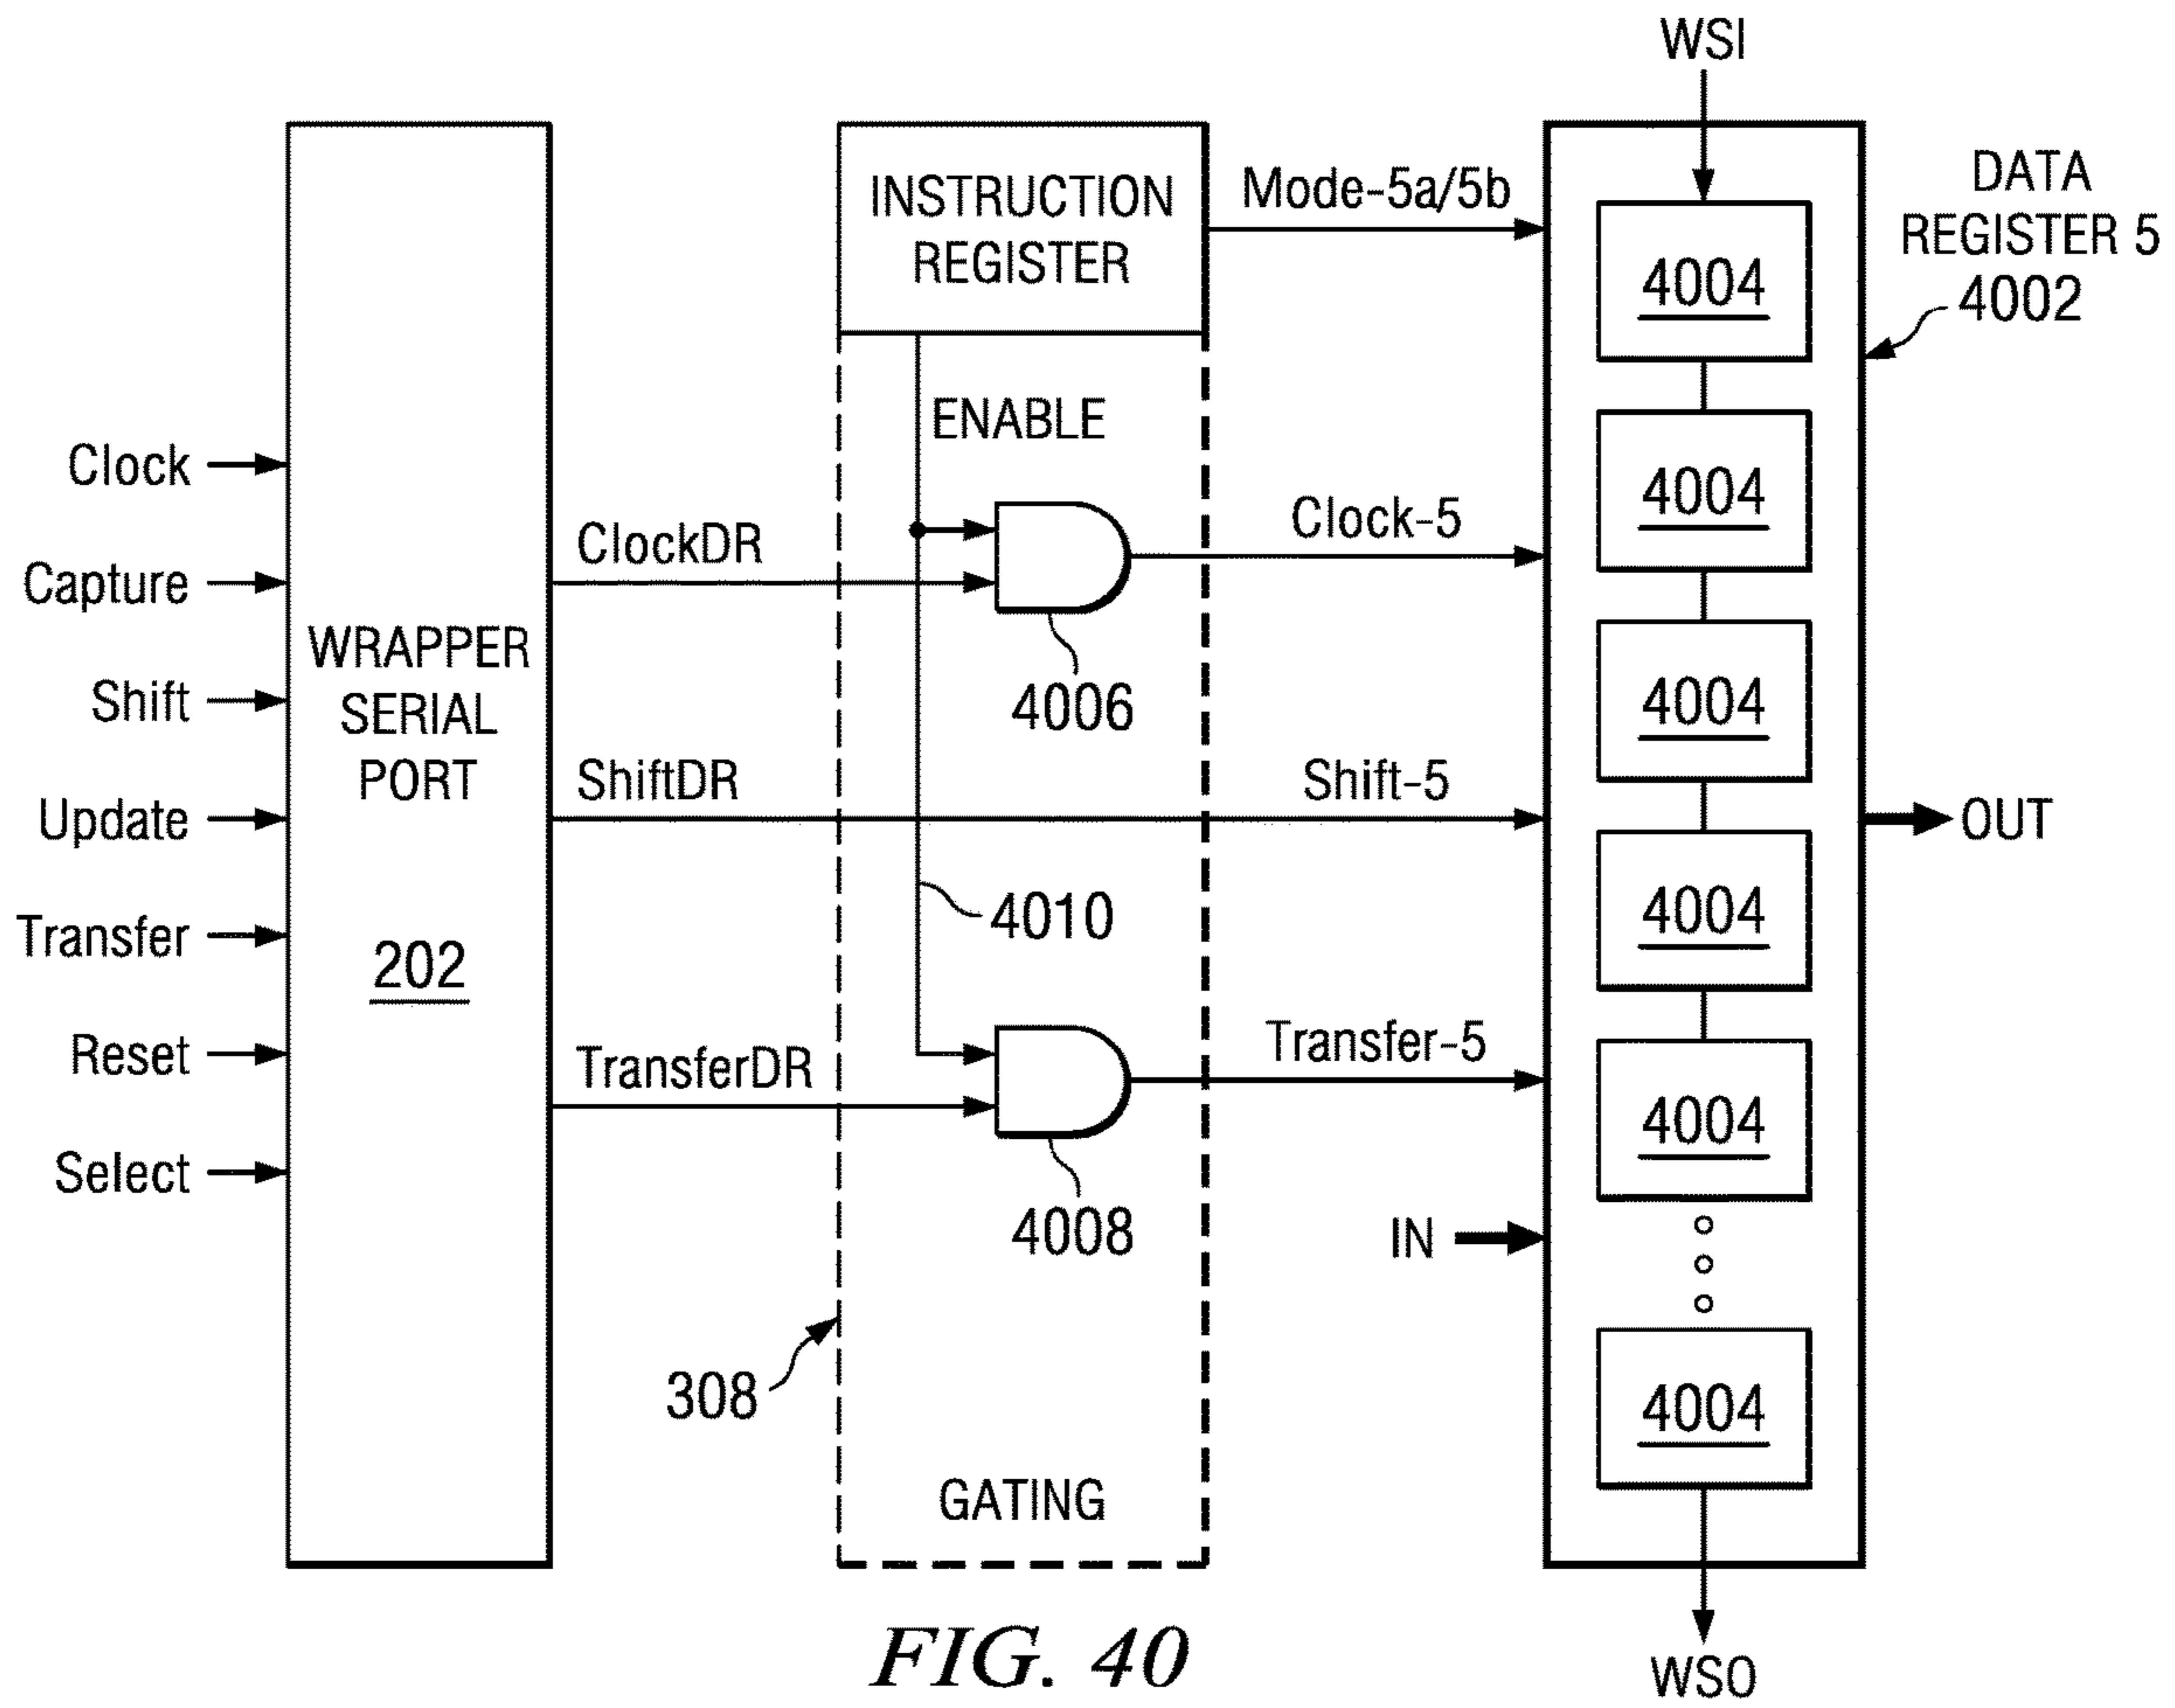 WSI
DATA
REGISTER 5
4002
INSTRUCTION
REGISTER
Mode-5a/5b
4004
ENABLE
Clock
ClockDR
Clock-5
4004
Capture
WRAPPER
SERIAL
PORT
202
4006
Shift
4004
ShiftDR
Shift-5
Update
OUT
4010
4004
Transfer
Reset
TransferDR
Transfer-5
4004
Select
4008
IN
308
4004
GATING
FIG. 40
WSO